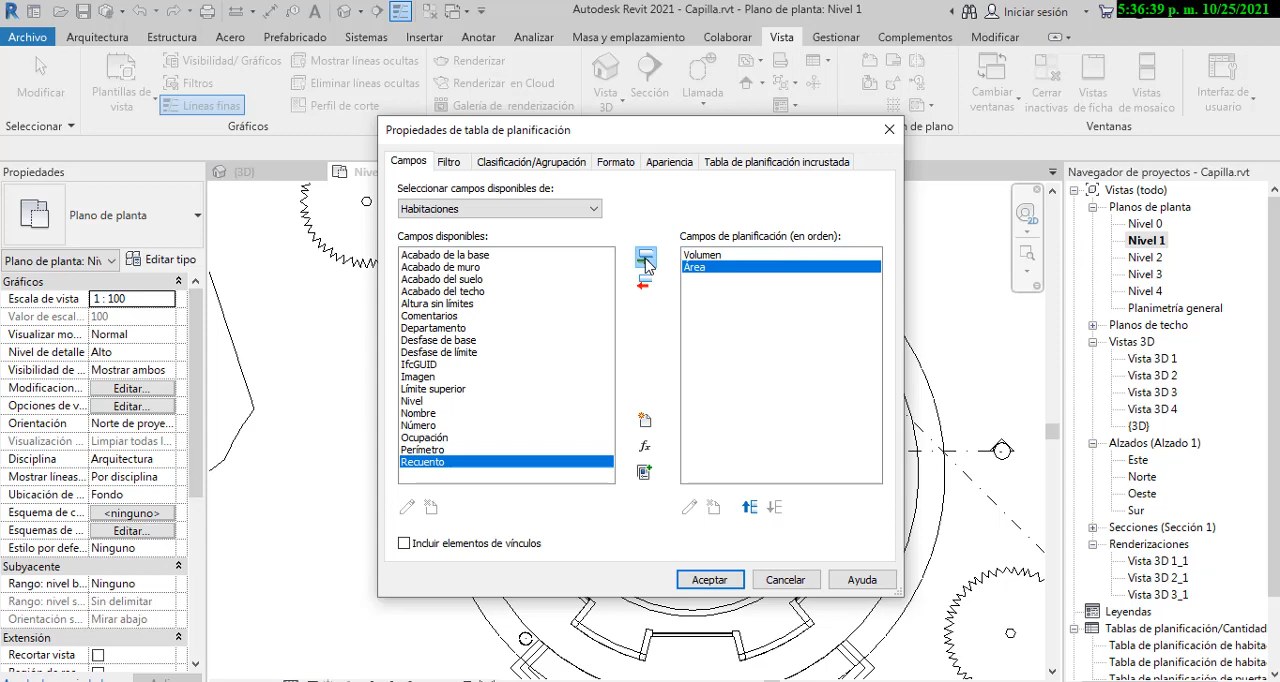 Autodesk Revit 2021 - Capilla.rvt - Plano de planta: Nivel 1
Iniciar sesión
5:36:39 p. m. 10/25/2021
Archivo
Arquitectura
Estructura
Acero
Prefabricado
Sistemas
Insertar
Anotar
Analizar
Masa y emplazamiento
Colaborar
Vista
Gestionar
Complementos
Modificar
Modificar
Plantillas de vista
Visibilidad/ Gráficos
Filtros
Líneas finas
Mostrar líneas ocultas
Eliminar líneas ocultas
Perfil de corte
Renderizar
Renderizar en Cloud
Galería de renderización
Vista 3D
Sección
Llamada
Cambiar ventanas
Cerrar inactivas
Vistas de ficha
Vistas de mosaico
Interfaz de usuario
Seleccionar
Gráficos
n de plano
Ventanas
Propiedades
Plano de planta
Plano de planta: Niv
Editar tipo
Gráficos
Escala de vista 1 : 100
Valor de escal... 100
Visualizar mo... Normal
Nivel de detalle Alto
Visibilidad de ... Mostrar ambos
Modificacion... Editar...
Opciones de v... Editar...
Orientación Norte de proye...
Visualización ... Limpiar todas l...
Disciplina Arquitectura
Mostrar líneas... Por disciplina
Ubicación de ... Fondo
Esquema de c... <ninguno>
Esquemas de ... Editar...
Estilo por defe... Ninguno
Subyacente
Rango: nivel b... Ninguno
Rango: nivel s... Sin delimitar
Orientación s... Mirar abajo
Extensión
Recortar vista
{3D}
Nive
Propiedades de tabla de planificación
Campos
Filtro
Clasificación/Agrupación
Formato
Apariencia
Tabla de planificación incrustada
Seleccionar campos disponibles de:
Habitaciones
Campos disponibles:
Acabado de la base
Acabado de muro
Acabado del suelo
Acabado del techo
Altura sin límites
Comentarios
Departamento
Desfase de base
Desfase de límite
IfcGUID
Imagen
Límite superior
Nivel
Nombre
Número
Ocupación
Perímetro
Recuento
fx
Campos de planificación (en orden):
Volumen
Área
Incluir elementos de vínculos
Aceptar
Cancelar
Ayuda
2D
Navegador de proyectos - Capilla.rvt
Vistas (todo)
Planos de planta
Nivel 0
Nivel 1
Nivel 2
Nivel 3
Nivel 4
Planimetría general
Planos de techo
Vistas 3D
Vista 3D 1
Vista 3D 2
Vista 3D 3
Vista 3D 4
{3D}
Alzados (Alzado 1)
Este
Norte
Oeste
Sur
Secciones (Sección 1)
Renderizaciones
Vista 3D 1_1
Vista 3D 2_1
Vista 3D 3_1
Leyendas
Tablas de planificación/Cantidad
Tabla de planificación de habita
Tabla de planificación de habita
Tabla de planificación de puerta